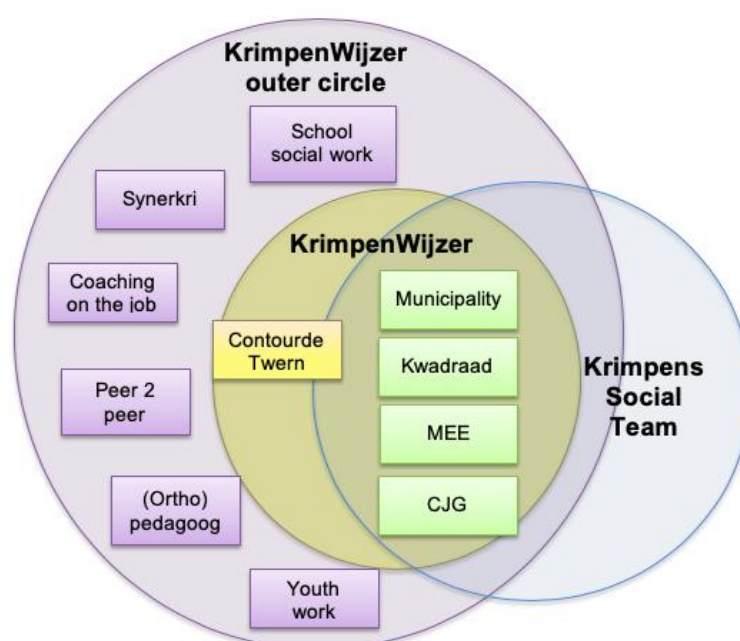 KrimpenWijzer
outer circle
School
social work
Synerkri
KrimpenWijzer
Coaching
on the job
Municipality
Contourde
Twern
Kwadraad
Krimpens
Social
Team
Peer 2
peer
MEE
(Ortho)
pedagoog
CJG
Youth
work